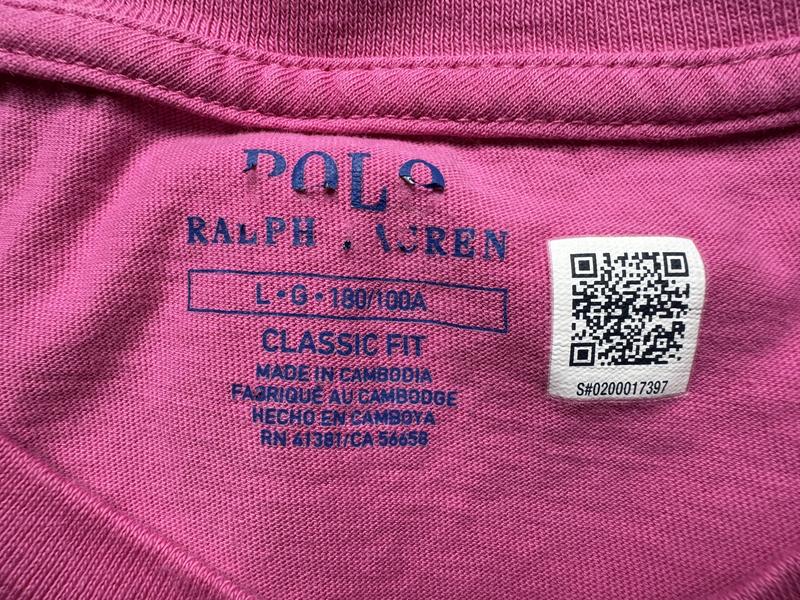 POLO
RALPH LAUREN
L • G • 180/100A
CLASSIC FIT
MADE IN CAMBODIA
FABRIQUÉ AU CAMBODGE
HECHO EN CAMBOYA
RN 41381/CA 56658
S#0200017397